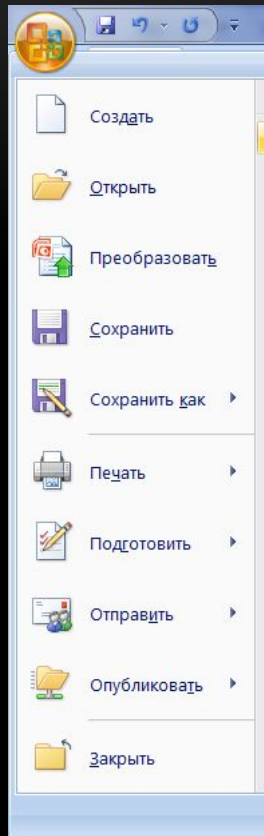 Создать
Открыть
Преобразовать
Сохранить
Сохранить как
Печать
Подготовить
Отправить
Опубликовать
Закрыть